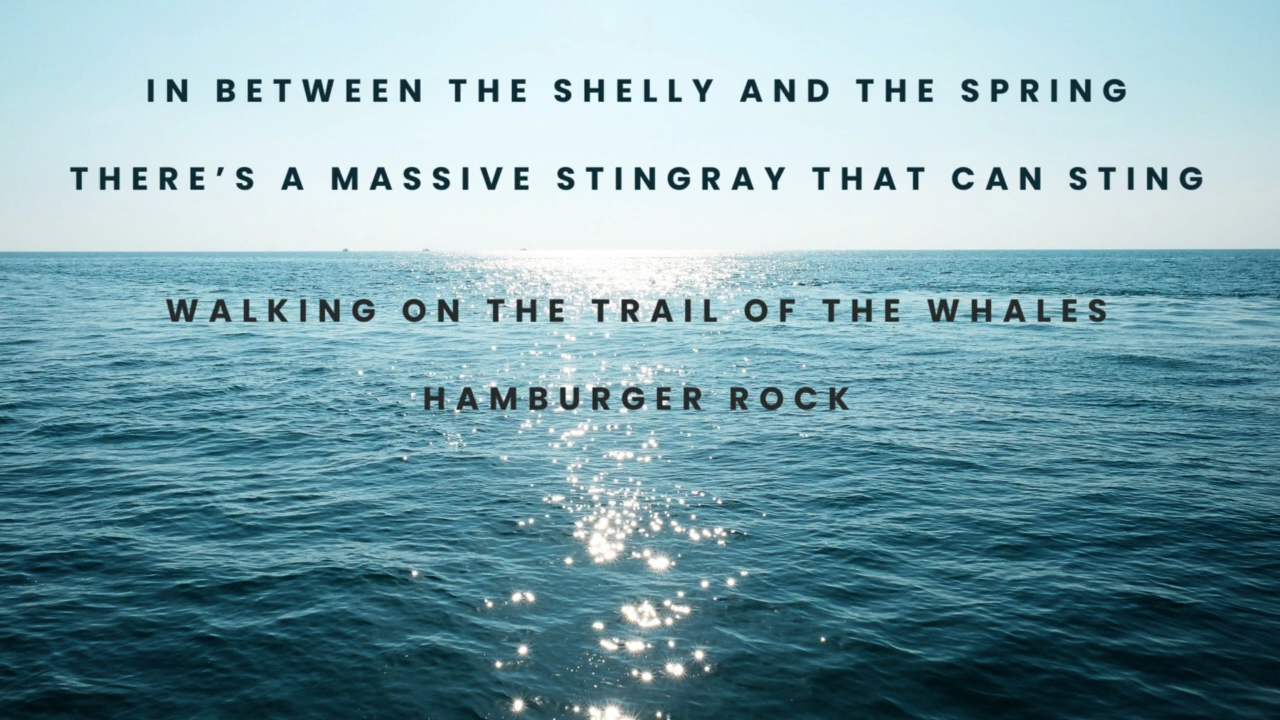 IN BETWEEN THE SHELLY AND THE SPRING
THERE’S A MASSIVE STINGRAY THAT CAN STING
WALKING ON THE TRAIL OF THE WHALES
HAMBURGER ROCK